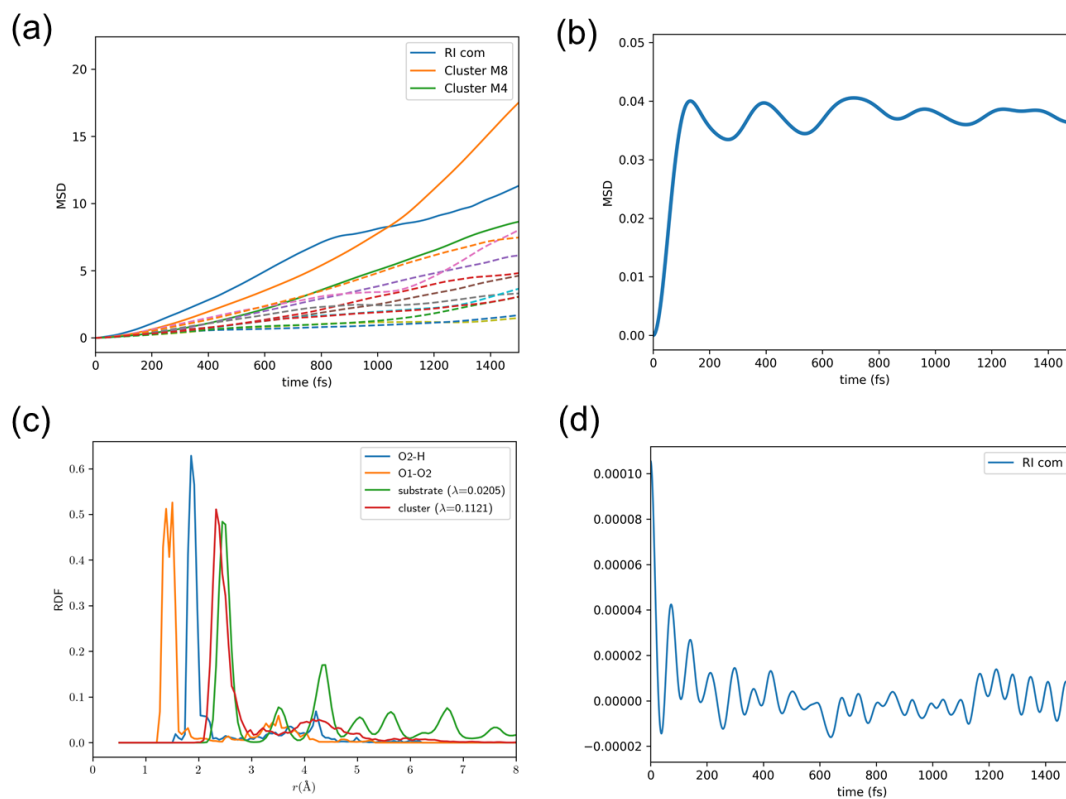 (a)
20
15
10
5
0
MSD
RI com
Cluster M8
Cluster M4
0 200 400 600 800 1000 1200 1400
time (fs)
(b)
0.05
0.04
0.03
0.02
0.01
0.00
MSD
0 200 400 600 800 1000 1200 1400
time (fs)
(c)
0.6
0.5
0.4
0.3
0.2
0.1
0.0
RDF
O2-H
O1-O2
substrate (λ=0.0205)
cluster (λ=0.1121)
0 1 2 3 4 5 6 7 8
r(Å)
(d)
0.00010
0.00008
0.00006
0.00004
0.00002
0.00000
−0.00002
RI com
0 200 400 600 800 1000 1200 1400
time (fs)